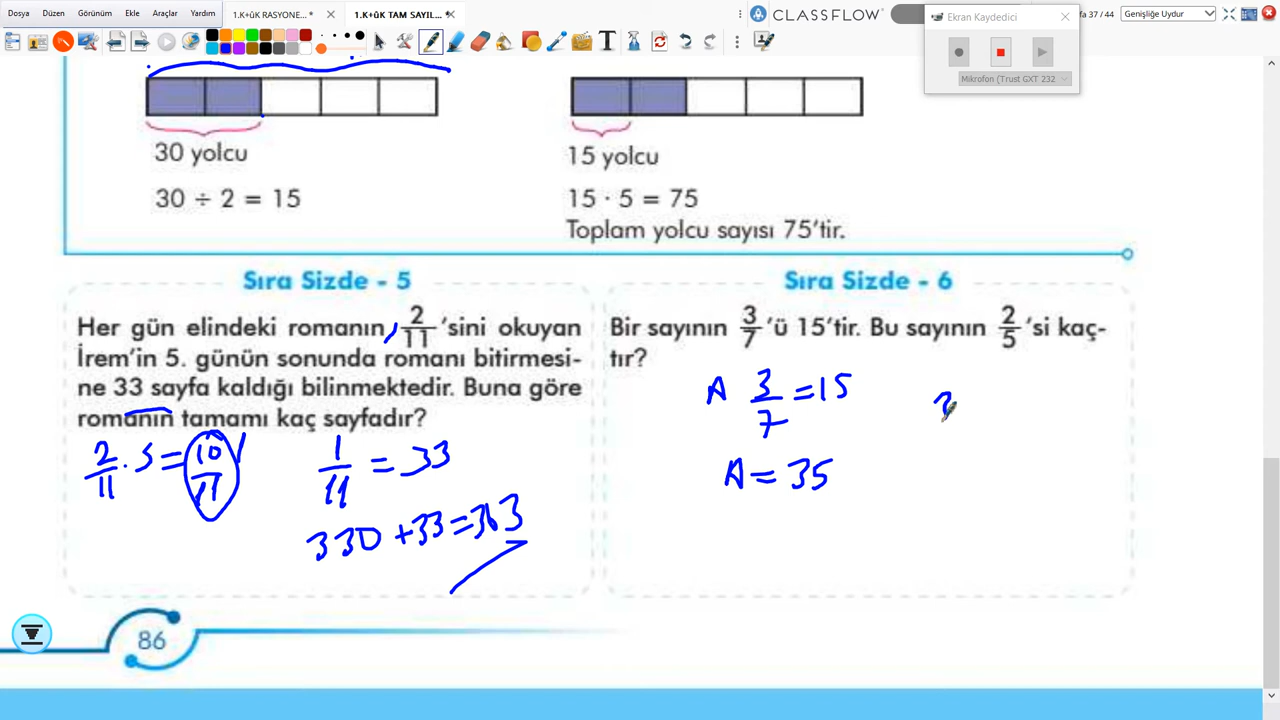 Dosya Düzen Görünüm Ekle Araçlar Yardım
1.K+ûK RASYONE...*
1.K+ûK TAM SAYIL...*
CLASSFLOW
37 / 44
Genişliğe Uydur
Ekran Kaydedici
Mikrofon (Trust GXT 232
30 yolcu
30 ÷ 2 = 15
15 yolcu
15 · 5 = 75
Toplam yolcu sayısı 75'tir.
Sıra Sizde - 5
Her gün elindeki romanın, 2/11 'sini okuyan
İrem'in 5. günün sonunda romanı bitirmesi-
ne 33 sayfa kaldığı bilinmektedir. Buna göre
romanın tamamı kaç sayfadır?
2/11 . 5 = 10/11
1/11 = 33
330 + 33 = 363
Sıra Sizde - 6
Bir sayının 3/7 'ü 15'tir. Bu sayının 2/5 'si kaç-
tır?
A 3/7 = 15
A = 35
86